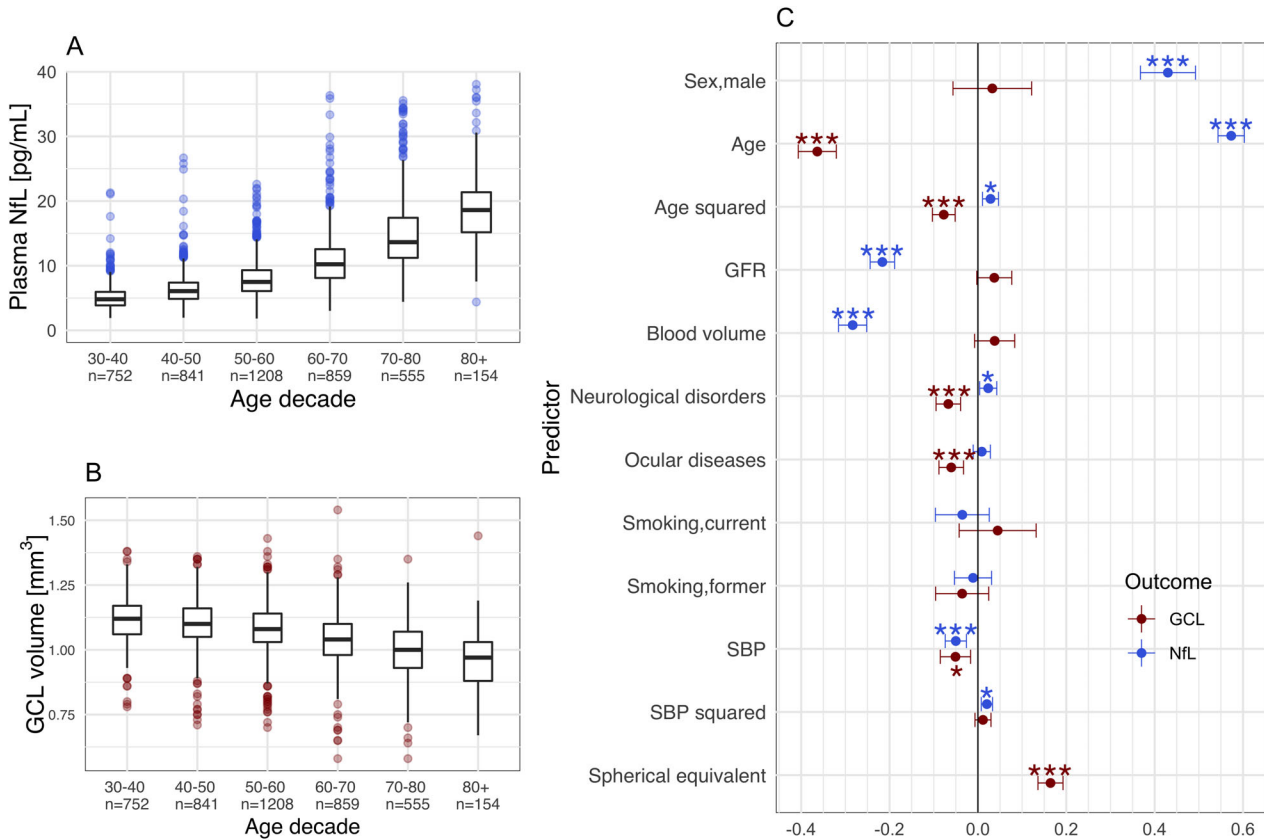 A
Plasma NfL [pg/mL]
40
30
20
10
0
30-40 40-50 50-60 60-70 70-80 80+
n=752 n=841 n=1208 n=859 n=555 n=154
Age decade
B
GCL volume [mm³]
1.50
1.25
1.00
0.75
30-40 40-50 50-60 60-70 70-80 80+
n=752 n=841 n=1208 n=859 n=555 n=154
Age decade
C
Predictor
Sex,male
***
Age
***
***
Age squared
***
*
GFR
***
Blood volume
***
Neurological disorders
***
*
Ocular diseases
***
Smoking,current
Smoking,former
SBP
***
*
SBP squared
*
Spherical equivalent
***
Outcome
GCL
NfL
-0.4 -0.2 0.0 0.2 0.4 0.6